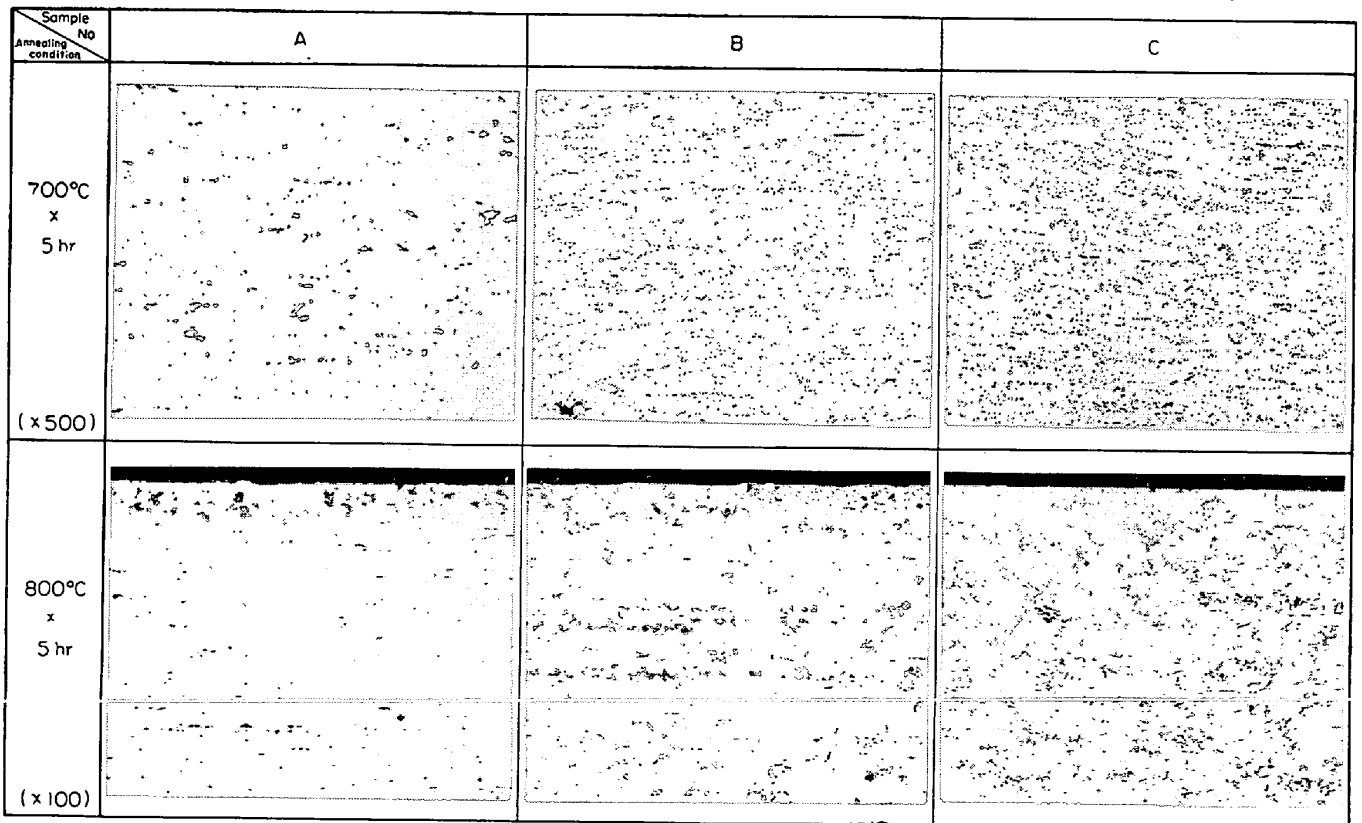 Sample
No
Annealing
condition
A
B
C
700°C
x
5 hr
(x500)
800°C
x
5 hr
(x100)